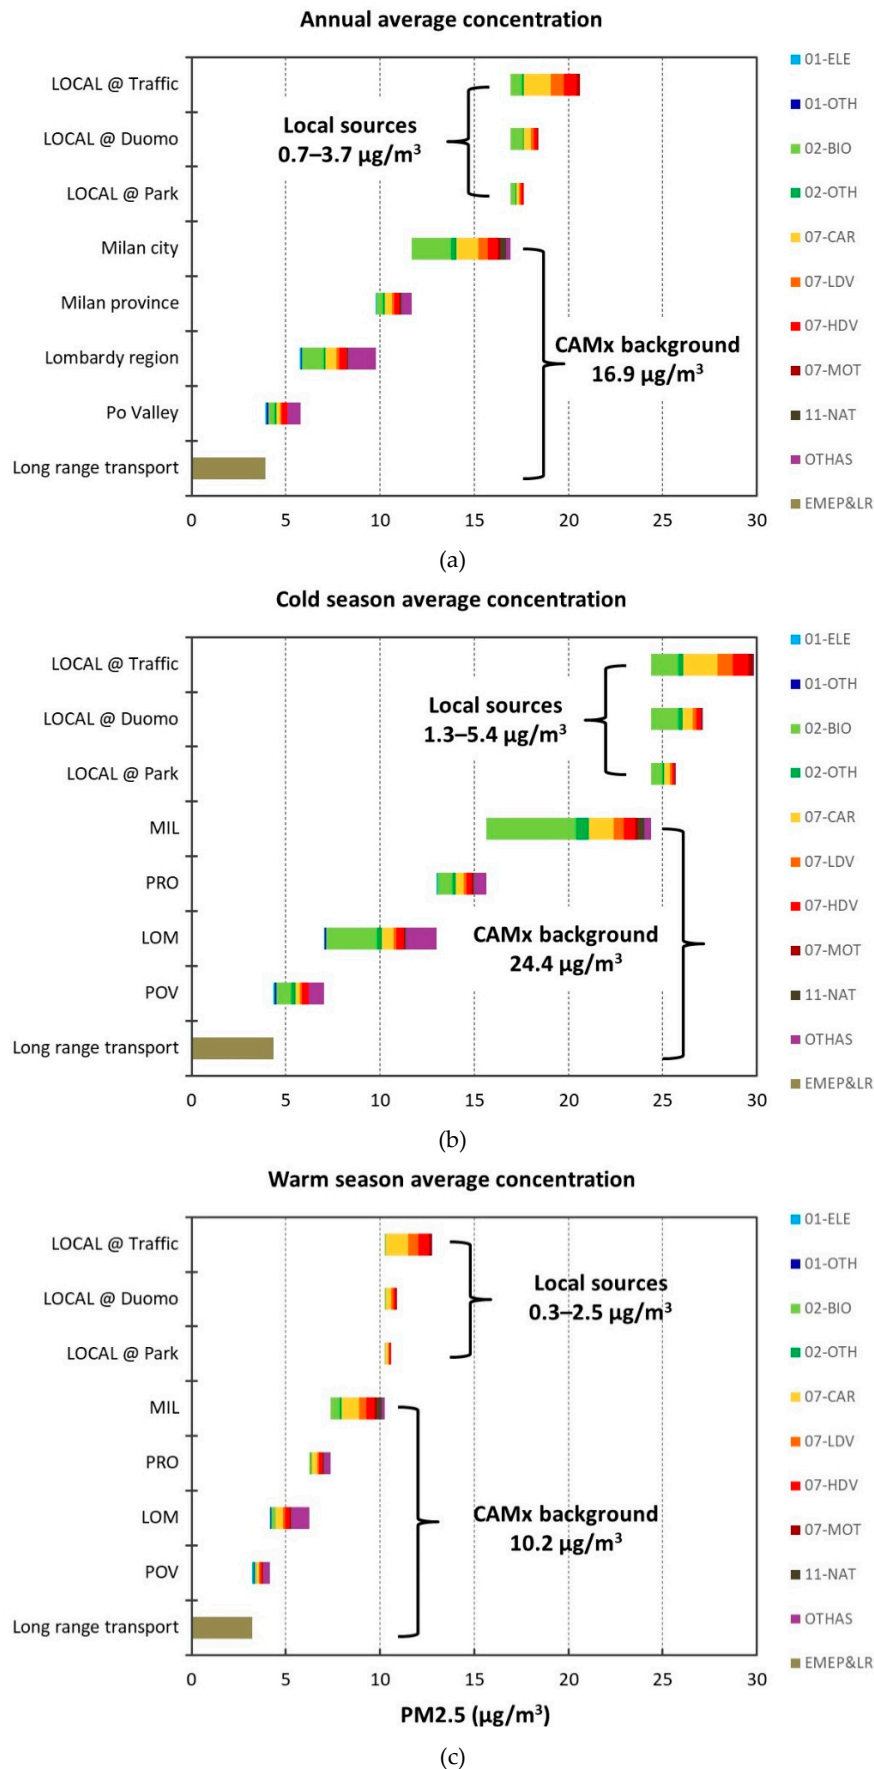 Annual average concentration
LOCAL @ Traffic
LOCAL @ Duomo
LOCAL @ Park
Milan city
Milan province
Lombardy region
Po Valley
Long range transport
Local sources
0.7–3.7 µg/m³
CAMx background
16.9 µg/m³
0 5 10 15 20 25 30
01-ELE
01-OTH
02-BIO
02-OTH
07-CAR
07-LDV
07-HDV
07-MOT
11-NAT
OTHAS
EMEP&LR
(a)
Cold season average concentration
LOCAL @ Traffic
LOCAL @ Duomo
LOCAL @ Park
MIL
PRO
LOM
POV
Long range transport
Local sources
1.3–5.4 µg/m³
CAMx background
24.4 µg/m³
0 5 10 15 20 25 30
01-ELE
01-OTH
02-BIO
02-OTH
07-CAR
07-LDV
07-HDV
07-MOT
11-NAT
OTHAS
EMEP&LR
(b)
Warm season average concentration
LOCAL @ Traffic
LOCAL @ Duomo
LOCAL @ Park
MIL
PRO
LOM
POV
Long range transport
Local sources
0.3–2.5 µg/m³
CAMx background
10.2 µg/m³
0 5 10 15 20 25 30
PM2.5 (µg/m³)
01-ELE
01-OTH
02-BIO
02-OTH
07-CAR
07-LDV
07-HDV
07-MOT
11-NAT
OTHAS
EMEP&LR
(c)